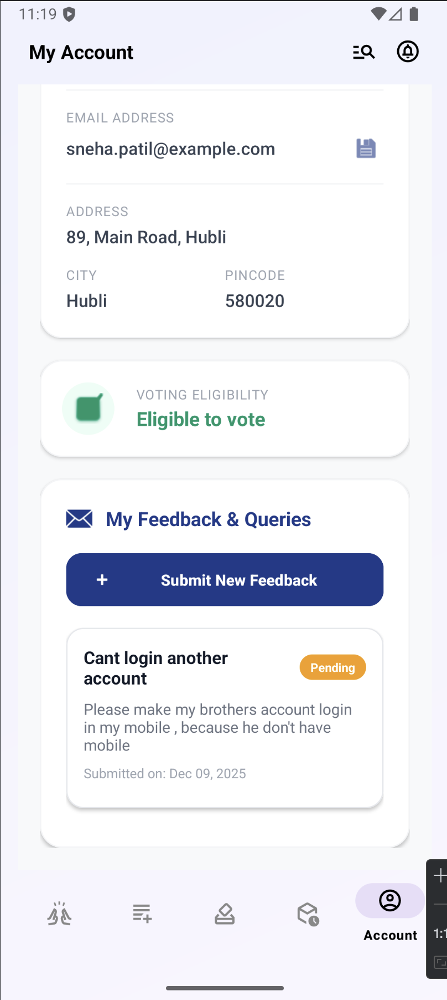 11:19
My Account
EMAIL ADDRESS
sneha.patil@example.com
ADDRESS
89, Main Road, Hubli
CITY
PINCODE
Hubli
580020
VOTING ELIGIBILITY
Eligible to vote
My Feedback & Queries
+ Submit New Feedback
Cant login another
account
Pending
Please make my brothers account login
in my mobile , because he don't have
mobile
Submitted on: Dec 09, 2025
Account